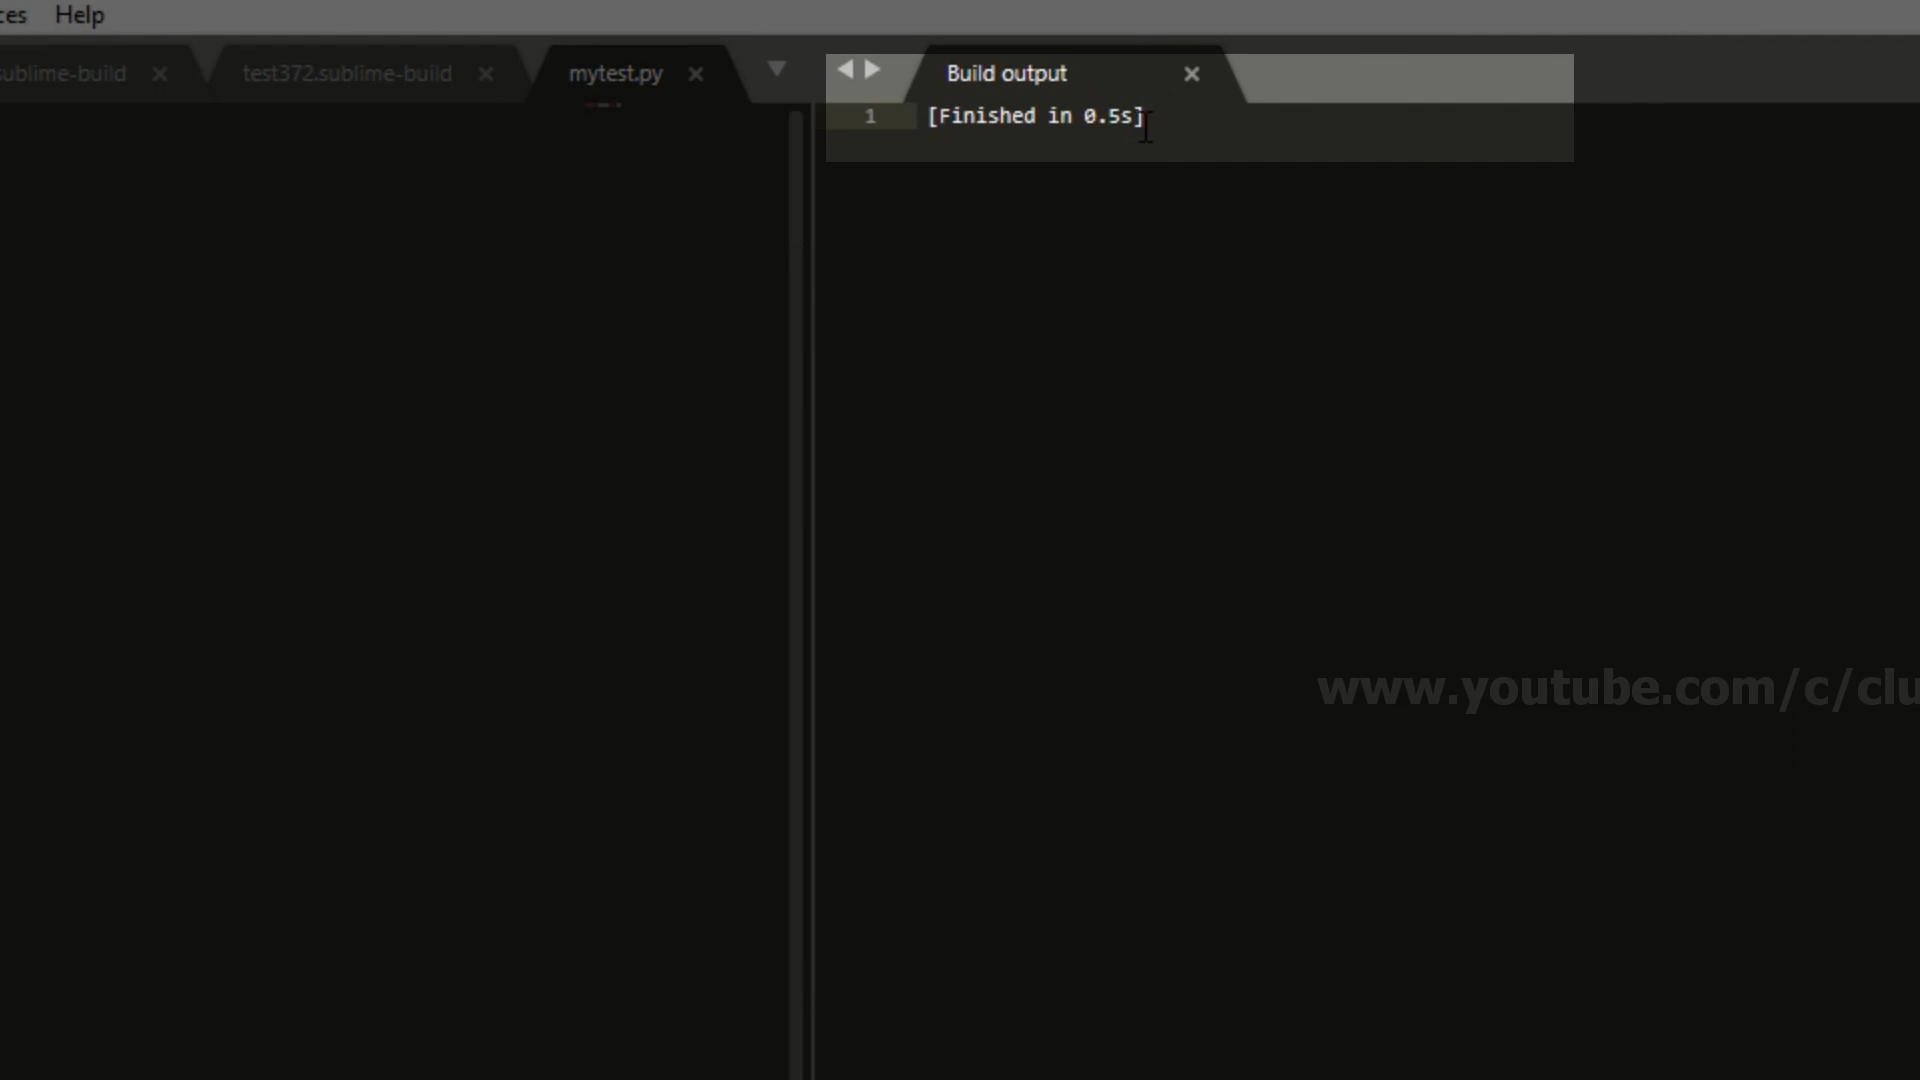 ces Help
ublime-build × test372.sublime-build × mytest.py ×
Build output ×
1 [Finished in 0.5s]
www.youtube.com/c/clu